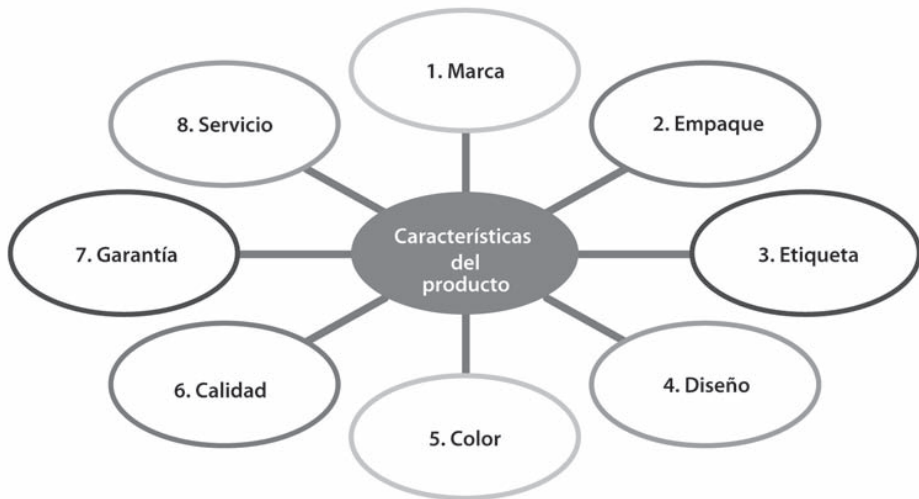 Características
del
producto
1. Marca
2. Empaque
3. Etiqueta
4. Diseño
5. Color
6. Calidad
7. Garantía
8. Servicio